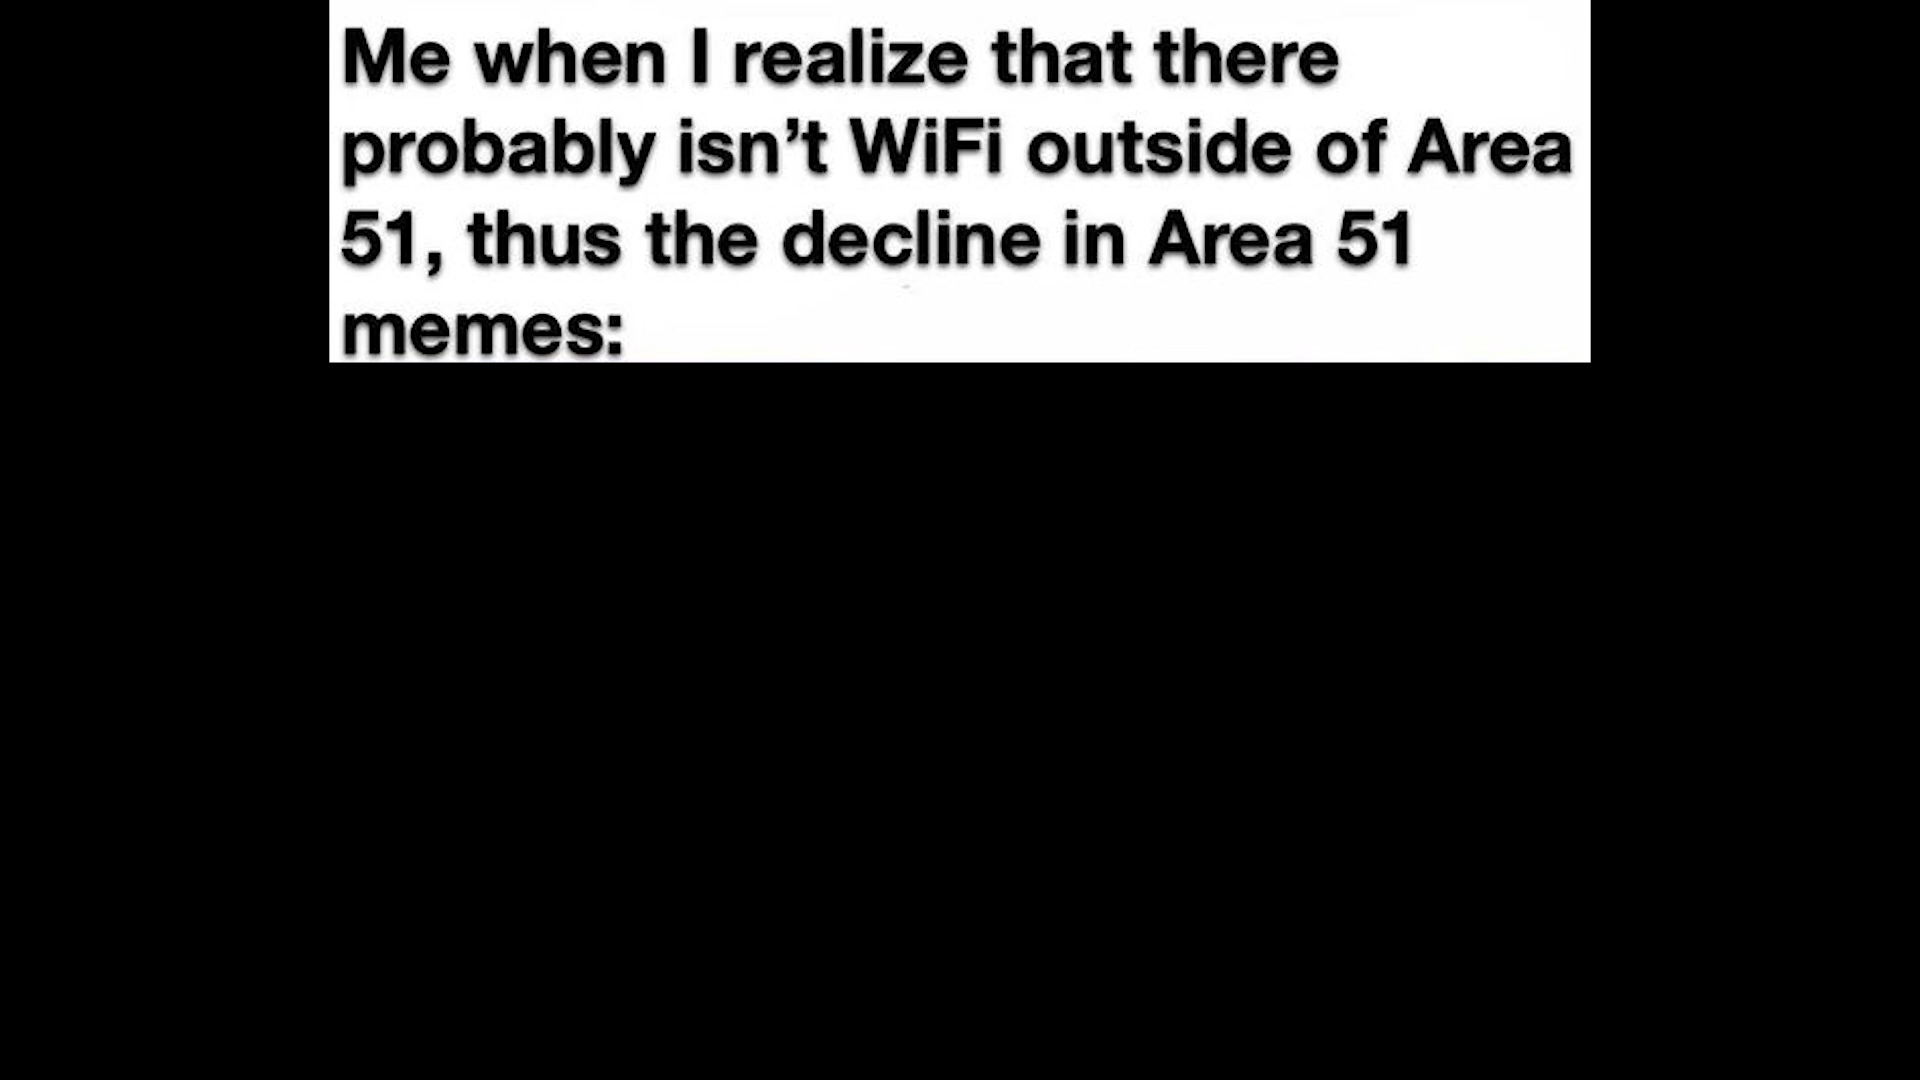 Me when I realize that there
probably isn’t WiFi outside of Area
51, thus the decline in Area 51
memes: